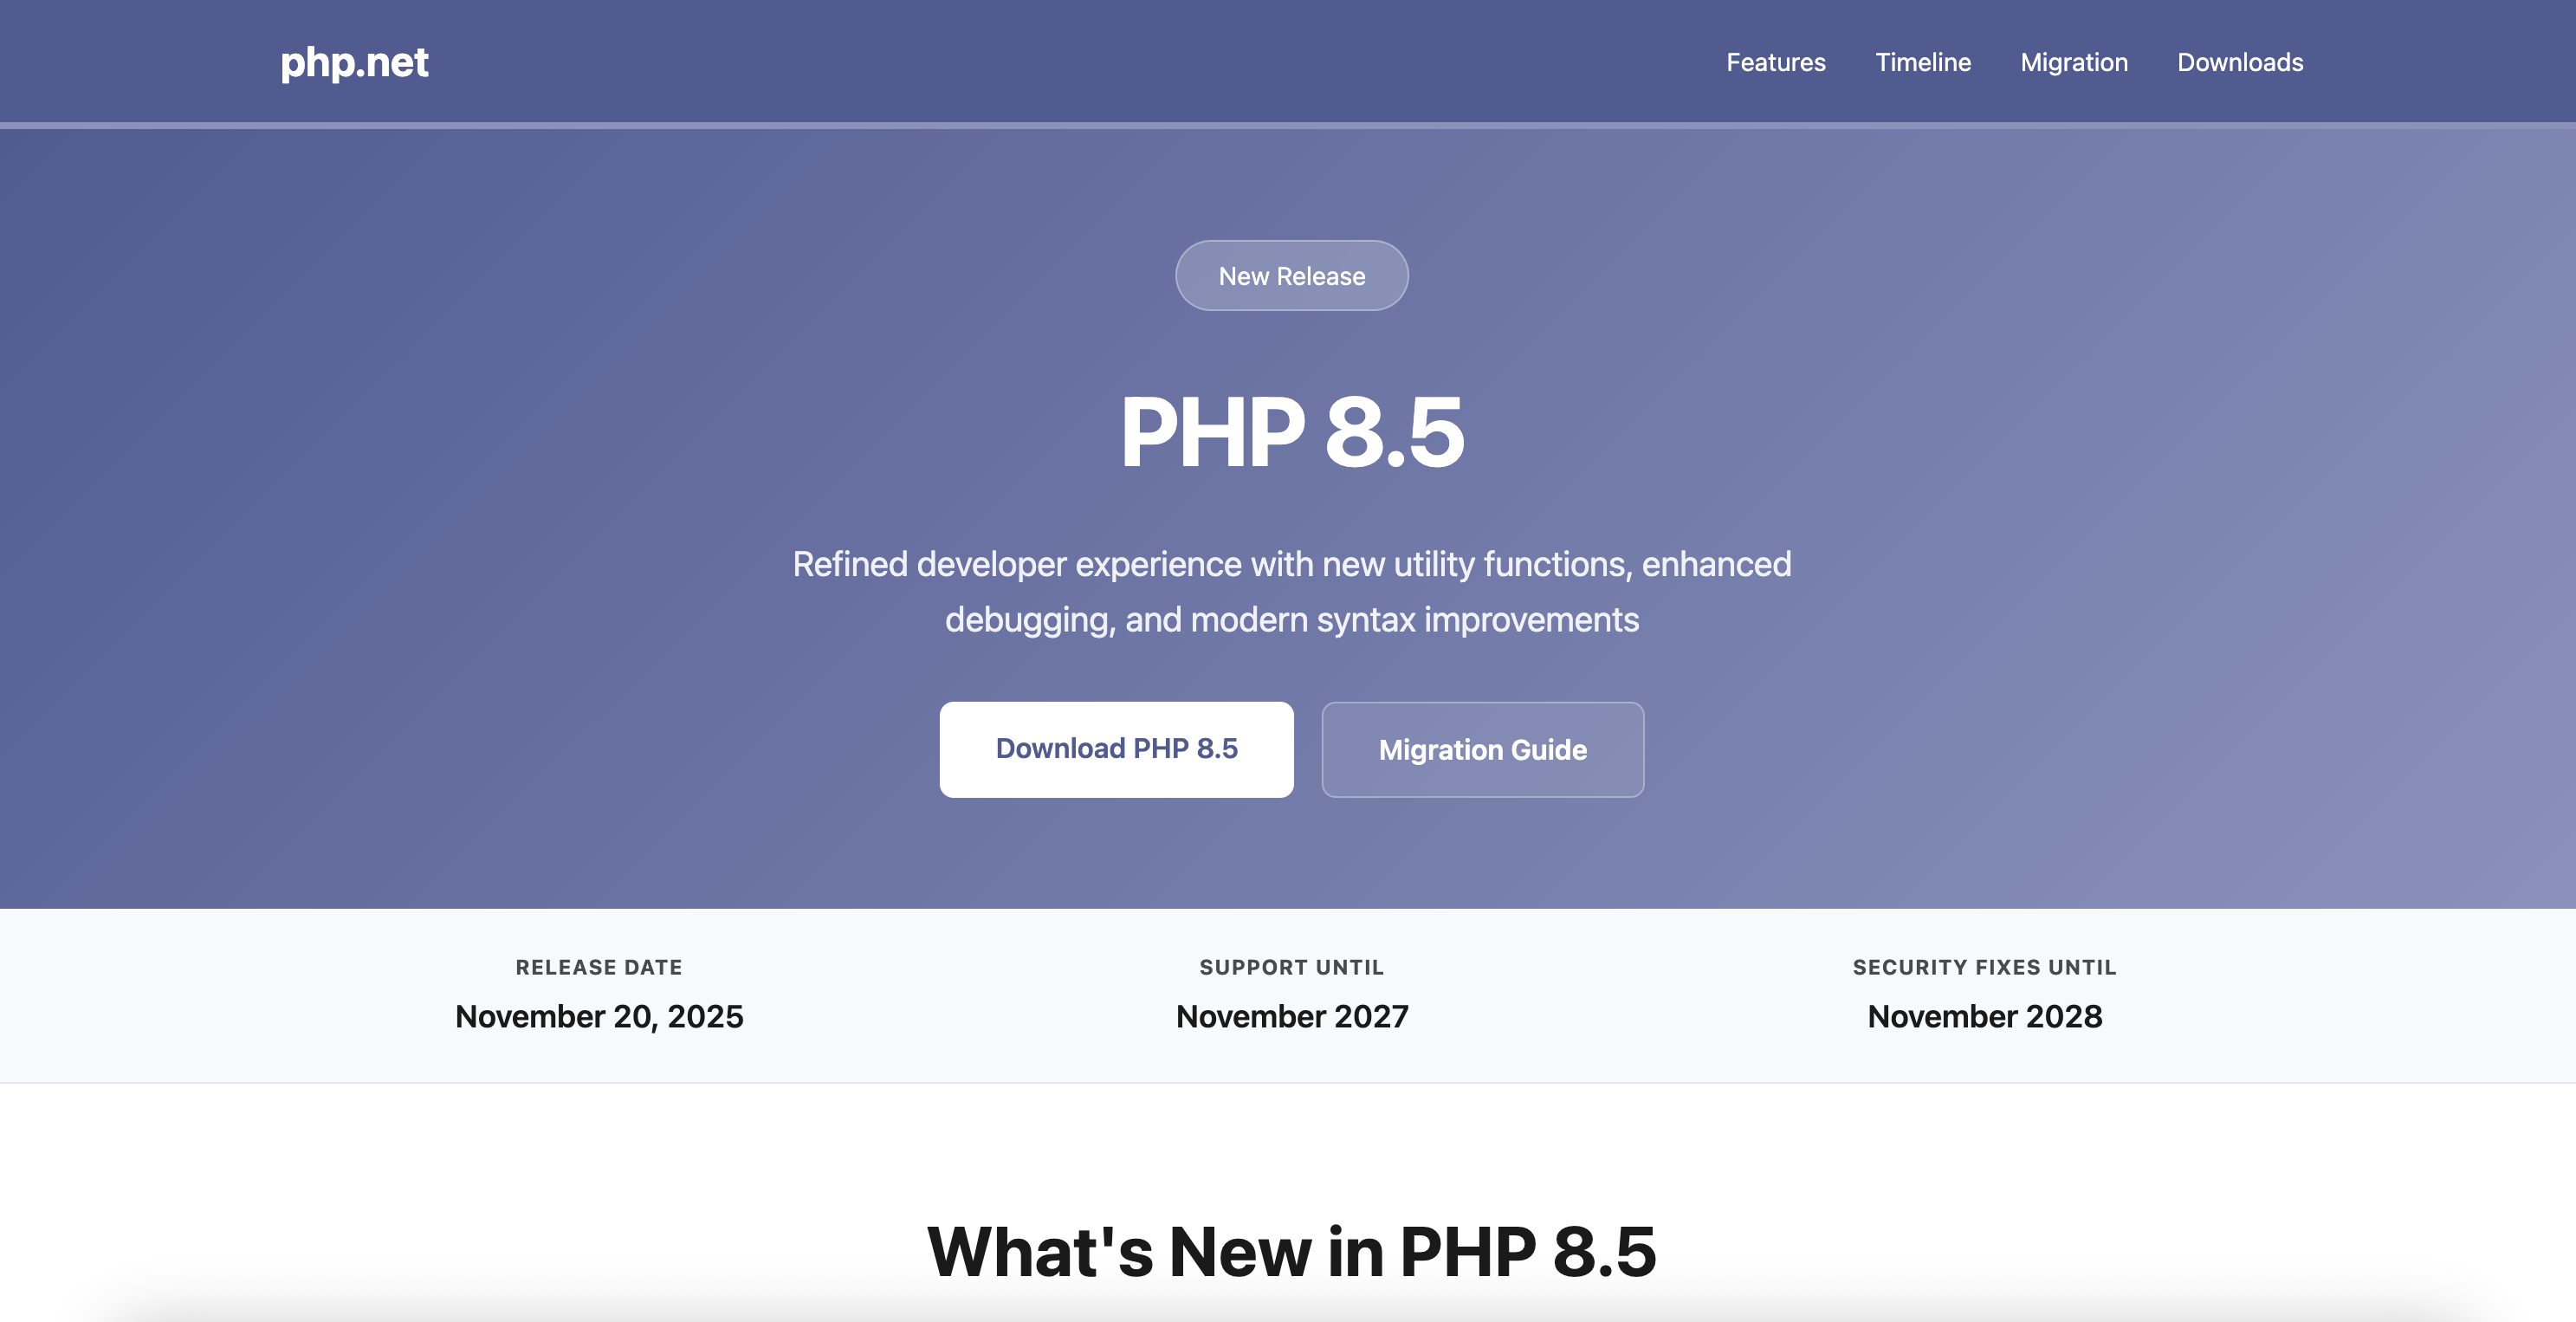 php.net
Features
Timeline
Migration
Downloads
New Release
PHP 8.5
Refined developer experience with new utility functions, enhanced
debugging, and modern syntax improvements
Download PHP 8.5
Migration Guide
RELEASE DATE
November 20, 2025
SUPPORT UNTIL
November 2027
SECURITY FIXES UNTIL
November 2028
What's New in PHP 8.5